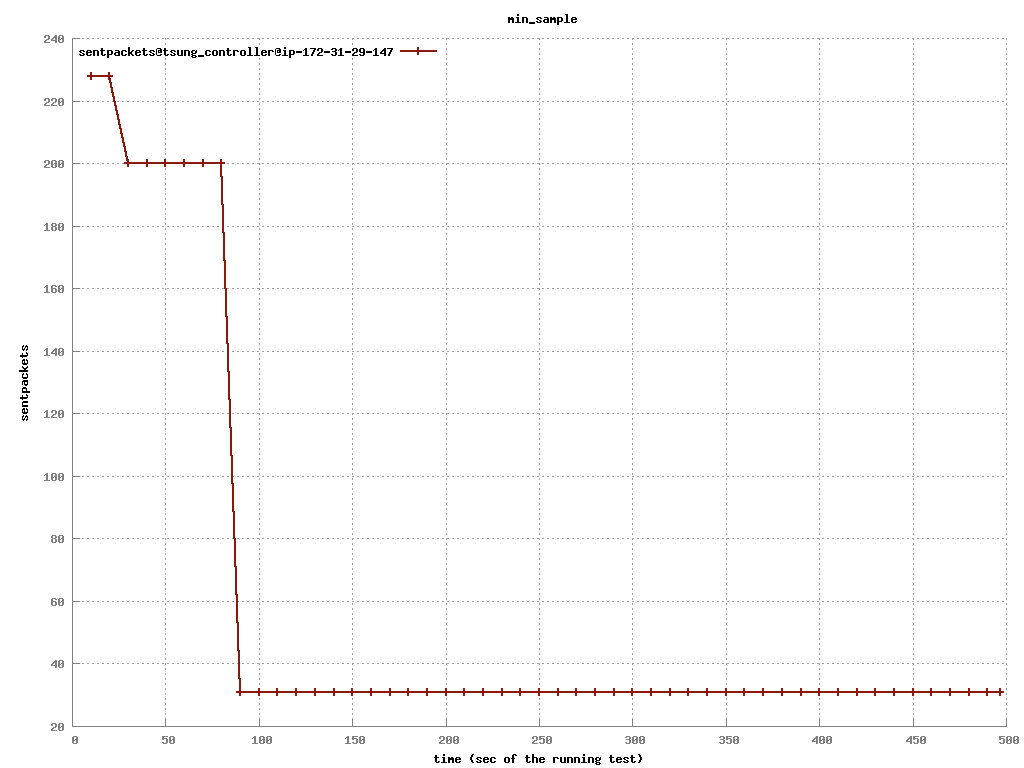 min_sample
240
sentpackets@tsung_controller@ip-172-31-29-147
220
200
180
160
140
sentpackets
120
100
80
60
40
20
0 50 100 150 200 250 300 350 400 450 500
time (sec of the running test)